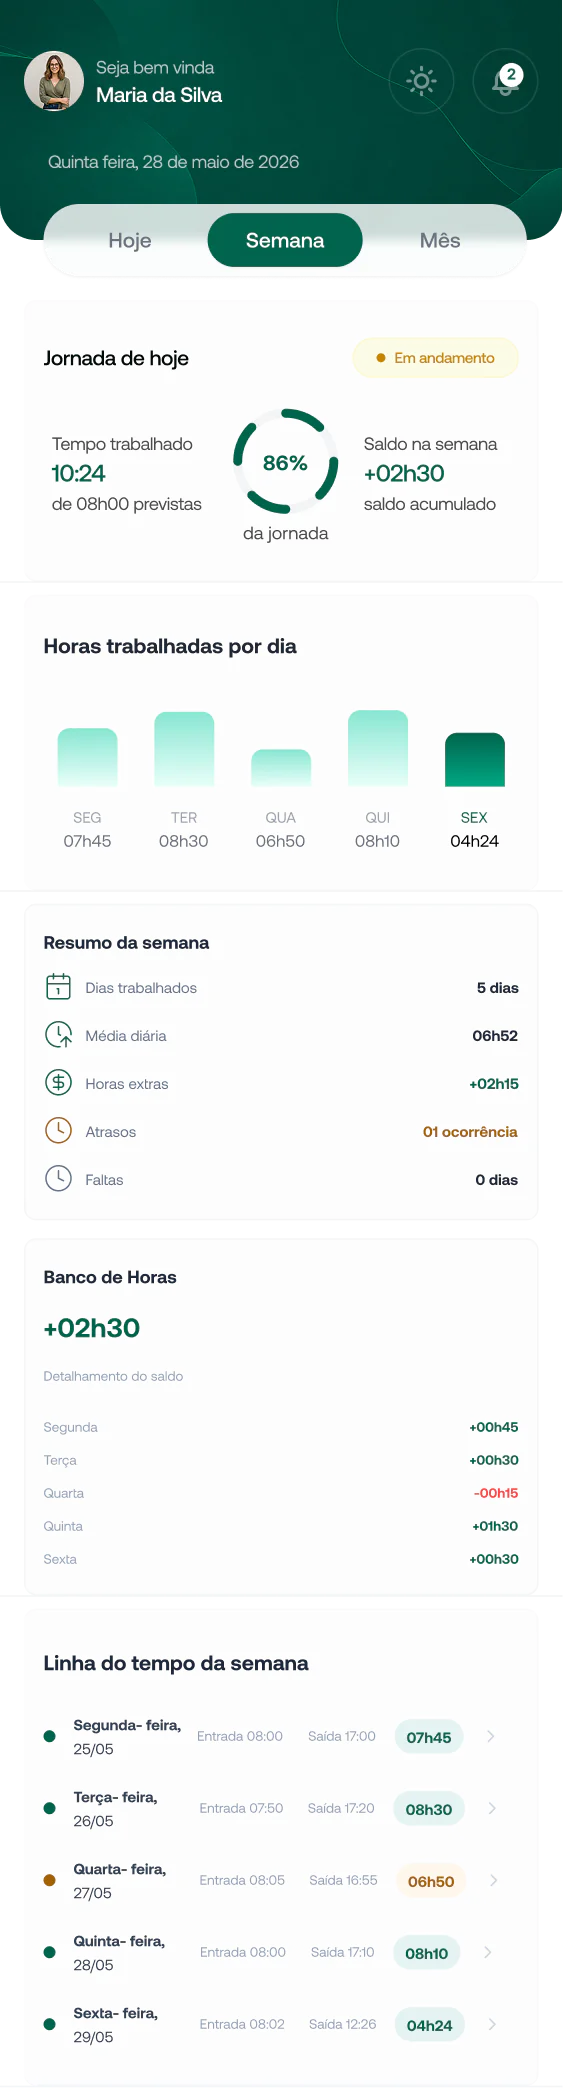 Seja bem vinda
Maria da Silva
2
Quinta feira, 28 de maio de 2026
Hoje
Semana
Mês
Jornada de hoje
Em andamento
Tempo trabalhado
10:24
de 08h00 previstas
86%
da jornada
Saldo na semana
+02h30
saldo acumulado
Horas trabalhadas por dia
SEG
TER
QUA
QUI
SEX
07h45
08h30
06h50
08h10
04h24
Resumo da semana
1
Dias trabalhados
5 dias
Média diária
06h52
Horas extras
+02h15
Atrasos
01 ocorrência
Faltas
0 dias
Banco de Horas
+02h30
Detalhamento do saldo
Segunda
+00h45
Terça
+00h30
Quarta
-00h15
Quinta
+01h30
Sexta
+00h30
Linha do tempo da semana
Segunda- feira,
25/05
Entrada 08:00
Saída 17:00
07h45
Terça- feira,
26/05
Entrada 07:50
Saída 17:20
08h30
Quarta- feira,
27/05
Entrada 08:05
Saída 16:55
06h50
Quinta- feira,
28/05
Entrada 08:00
Saída 17:10
08h10
Sexta- feira,
29/05
Entrada 08:02
Saída 12:26
04h24